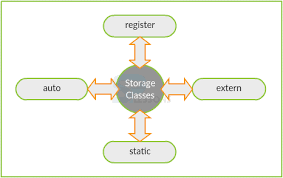 register
auto
Storage
Classes
extern
static